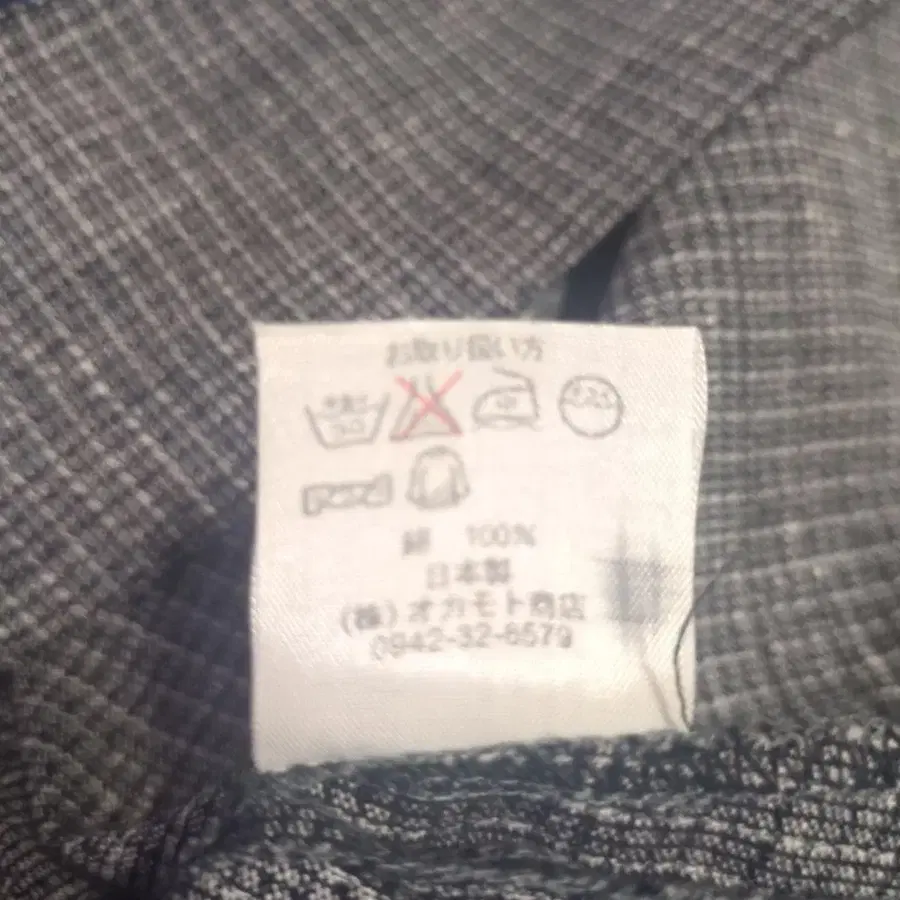 お取り扱い方
綿 100%
日本製
(株)オカモト商店
0942-32-6579